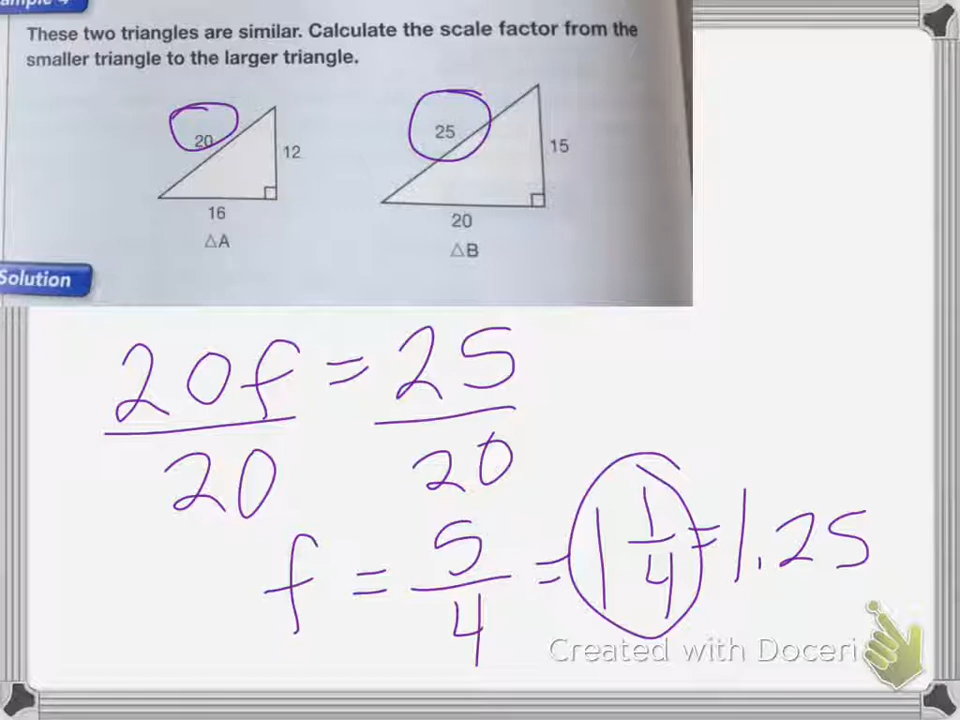 These two triangles are similar. Calculate the scale factor from the
smaller triangle to the larger triangle.
20 25
12 15
16 20
△A △B
Solution
20f = 25
20 20
f = 5/4 = 1 1/4 = 1.25
Created with Doceri